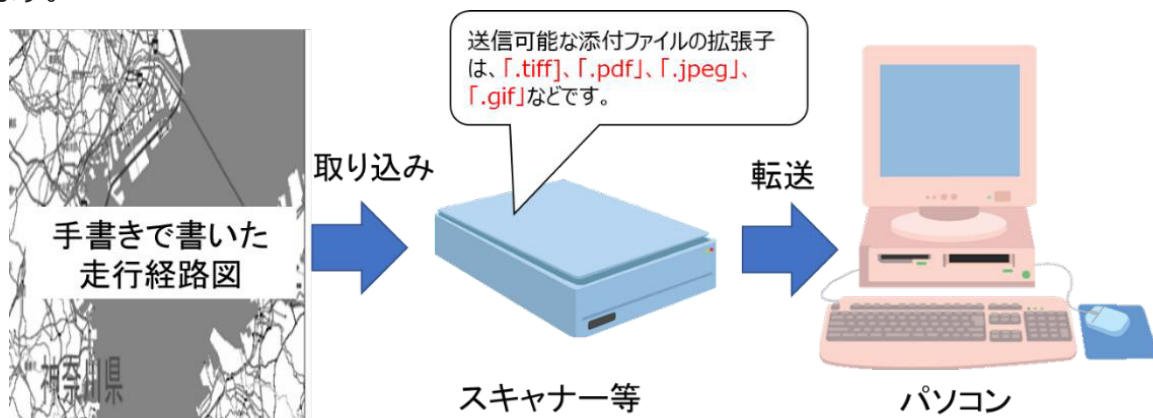 ます。
送信可能な添付ファイルの拡張子
は、「.tiff]、「.pdf」、「.jpeg」、
「.gif」などです。
取り込み
転送
手書きで書いた
走行経路図
神奈川県
スキャナー等
パソコン